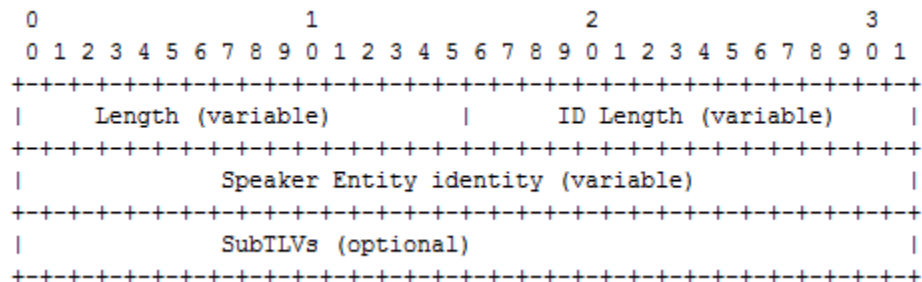 0                   1                   2                   3
0 1 2 3 4 5 6 7 8 9 0 1 2 3 4 5 6 7 8 9 0 1 2 3 4 5 6 7 8 9 0 1
+-+-+-+-+-+-+-+-+-+-+-+-+-+-+-+-+-+-+-+-+-+-+-+-+-+-+-+-+-+-+-+-+
|     Length (variable)         |      ID Length (variable)     |
+-+-+-+-+-+-+-+-+-+-+-+-+-+-+-+-+-+-+-+-+-+-+-+-+-+-+-+-+-+-+-+-+
|              Speaker Entity identity (variable)               |
+-+-+-+-+-+-+-+-+-+-+-+-+-+-+-+-+-+-+-+-+-+-+-+-+-+-+-+-+-+-+-+-+
|              SubTLVs (optional)                               |
+-+-+-+-+-+-+-+-+-+-+-+-+-+-+-+-+-+-+-+-+-+-+-+-+-+-+-+-+-+-+-+-+